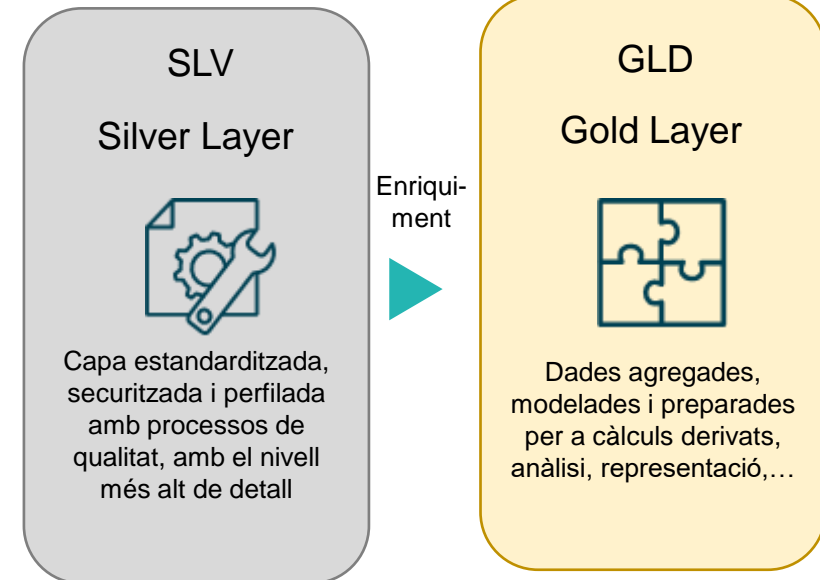 SLV
Silver Layer
Capa estandarditzada,
securitzada i perfilada
amb processos de
qualitat, amb el nivell
més alt de detall
Enriqui-
ment
GLD
Gold Layer
Dades agregades,
modelades i preparades
per a càlculs derivats,
anàlisi, representació,…